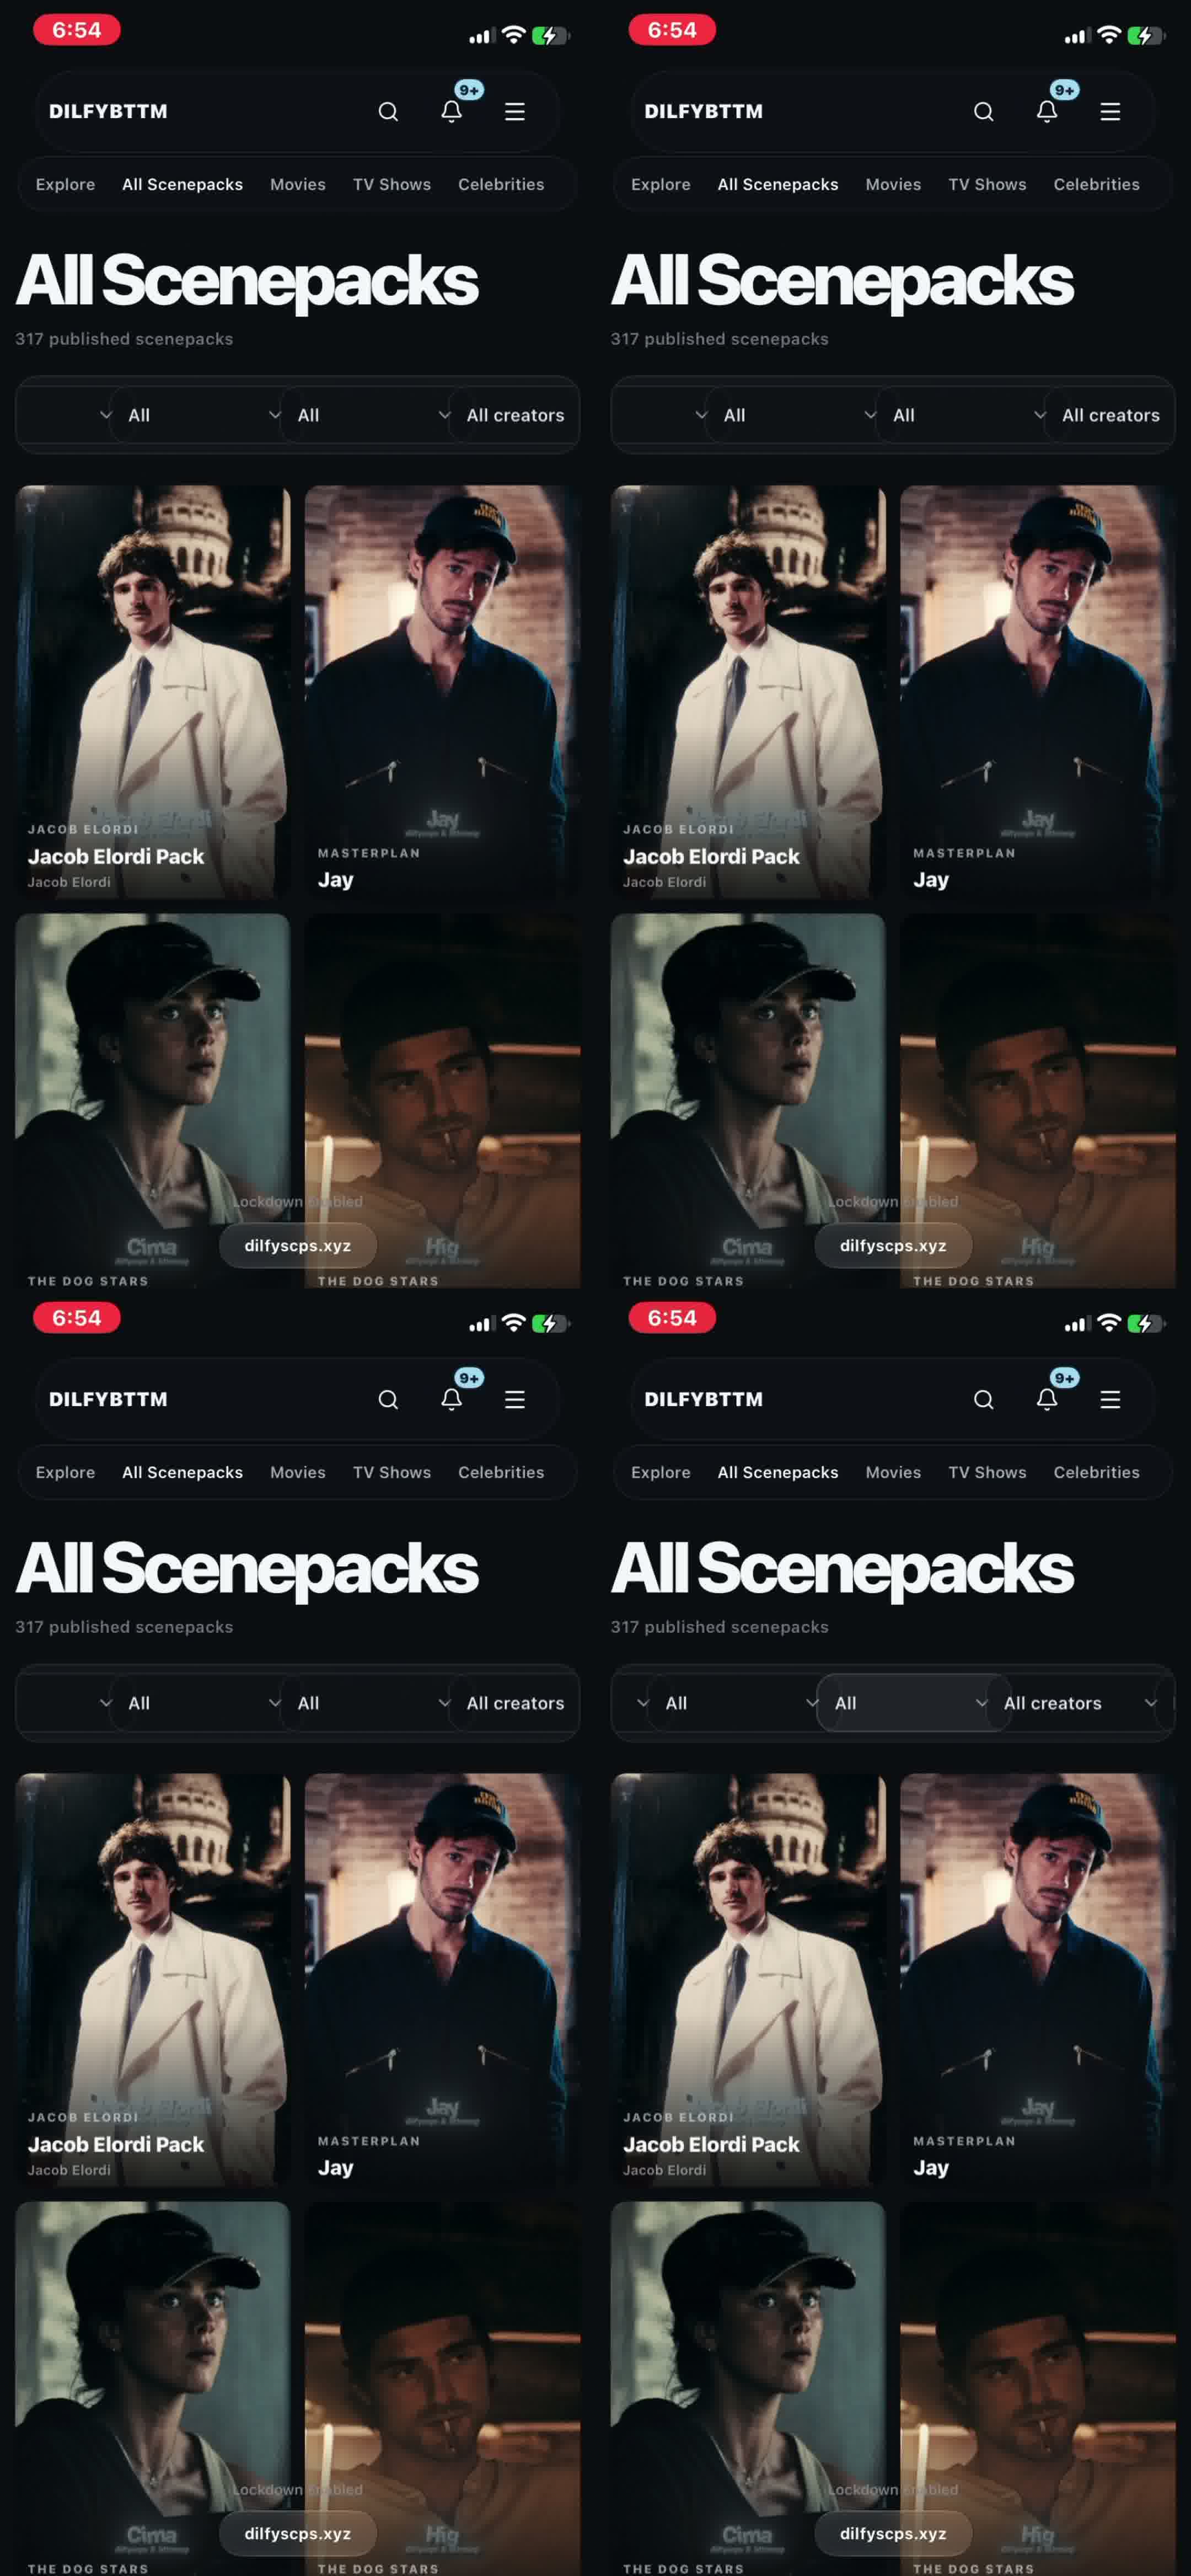 6:54
9+
DILFYBTTM
Explore All Scenepacks Movies TV Shows Celebrities
All Scenepacks
317 published scenepacks
All All All creators
JACOB ELORDI
Jacob Elordi Pack
Jacob Elordi
Jay
MASTERPLAN
Jay
Lockdown Enabled
Cima
dilfyscps.xyz
Hig
THE DOG STARS
THE DOG STARS
6:54
9+
DILFYBTTM
Explore All Scenepacks Movies TV Shows Celebrities
All Scenepacks
317 published scenepacks
All All All creators
JACOB ELORDI
Jacob Elordi Pack
Jacob Elordi
Jay
MASTERPLAN
Jay
Lockdown Enabled
Cima
dilfyscps.xyz
Hig
THE DOG STARS
THE DOG STARS
6:54
9+
DILFYBTTM
Explore All Scenepacks Movies TV Shows Celebrities
All Scenepacks
317 published scenepacks
All All All creators
JACOB ELORDI
Jacob Elordi Pack
Jacob Elordi
Jay
MASTERPLAN
Jay
Lockdown Enabled
Cima
dilfyscps.xyz
Hig
THE DOG STARS
THE DOG STARS
6:54
9+
DILFYBTTM
Explore All Scenepacks Movies TV Shows Celebrities
All Scenepacks
317 published scenepacks
All All All creators
JACOB ELORDI
Jacob Elordi Pack
Jacob Elordi
Jay
MASTERPLAN
Jay
Lockdown Enabled
Cima
dilfyscps.xyz
Hig
THE DOG STARS
THE DOG STARS